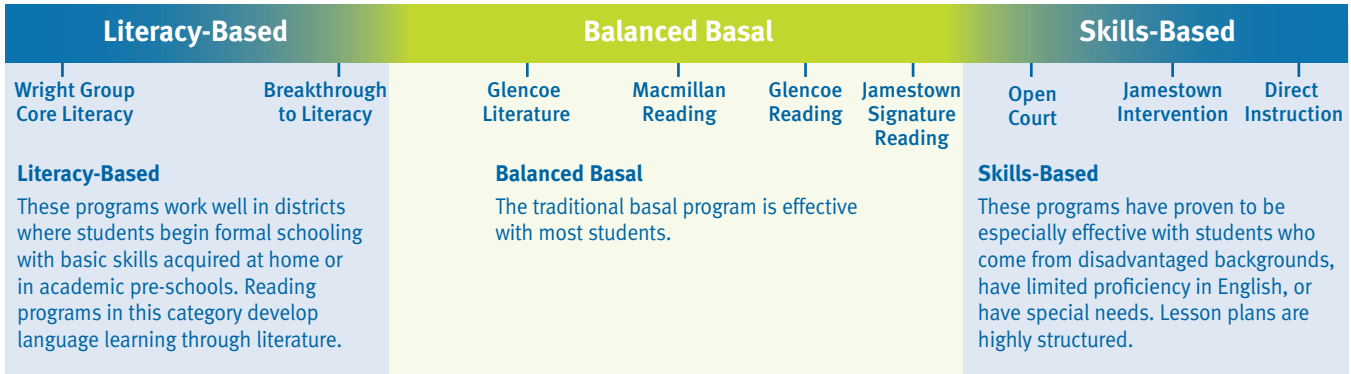 Literacy-Based
Balanced Basal
Skills-Based
Wright Group
Core Literacy
Breakthrough
to Literacy
Glencoe
Literature
Macmillan
Reading
Glencoe
Reading
Jamestown
Signature
Reading
Open
Court
Jamestown
Intervention
Direct
Instruction
Literacy-Based
These programs work well in districts
where students begin formal schooling
with basic skills acquired at home or
in academic pre-schools. Reading
programs in this category develop
language learning through literature.
Balanced Basal
The traditional basal program is effective
with most students.
Skills-Based
These programs have proven to be
especially effective with students who
come from disadvantaged backgrounds,
have limited proficiency in English, or
have special needs. Lesson plans are
highly structured.